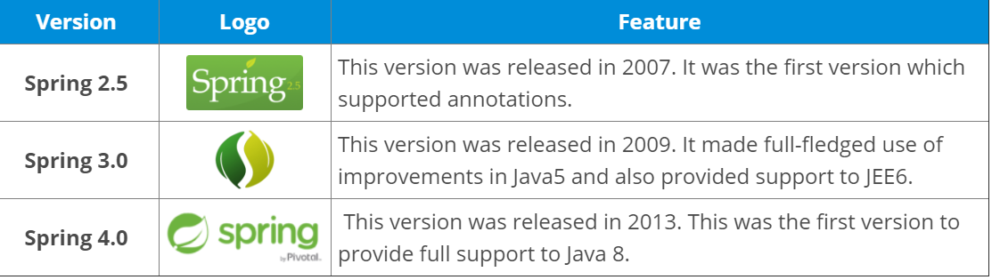 Version Logo Feature
Spring 2.5
Spring 2.5
This version was released in 2007. It was the first version which
supported annotations.
Spring 3.0
This version was released in 2009. It made full-fledged use of
improvements in Java5 and also provided support to JEE6.
Spring 4.0
spring
by Pivotal.
This version was released in 2013. This was the first version to
provide full support to Java 8.